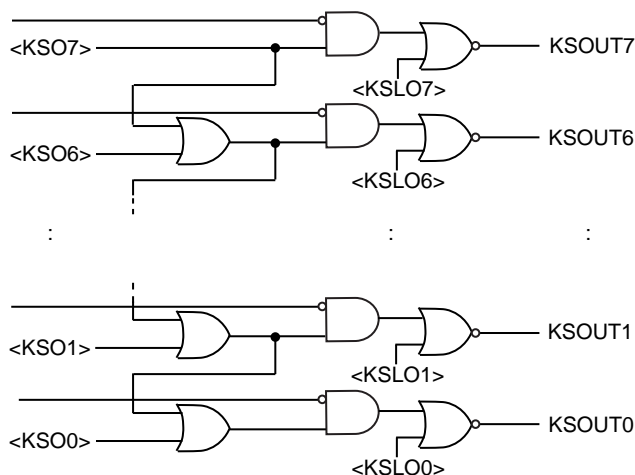 <KSO7> KSOUT7
<KSLO7>
<KSO6> KSOUT6
<KSLO6>
: : :
<KSO1> KSOUT1
<KSLO1>
<KSO0> KSOUT0
<KSLO0>